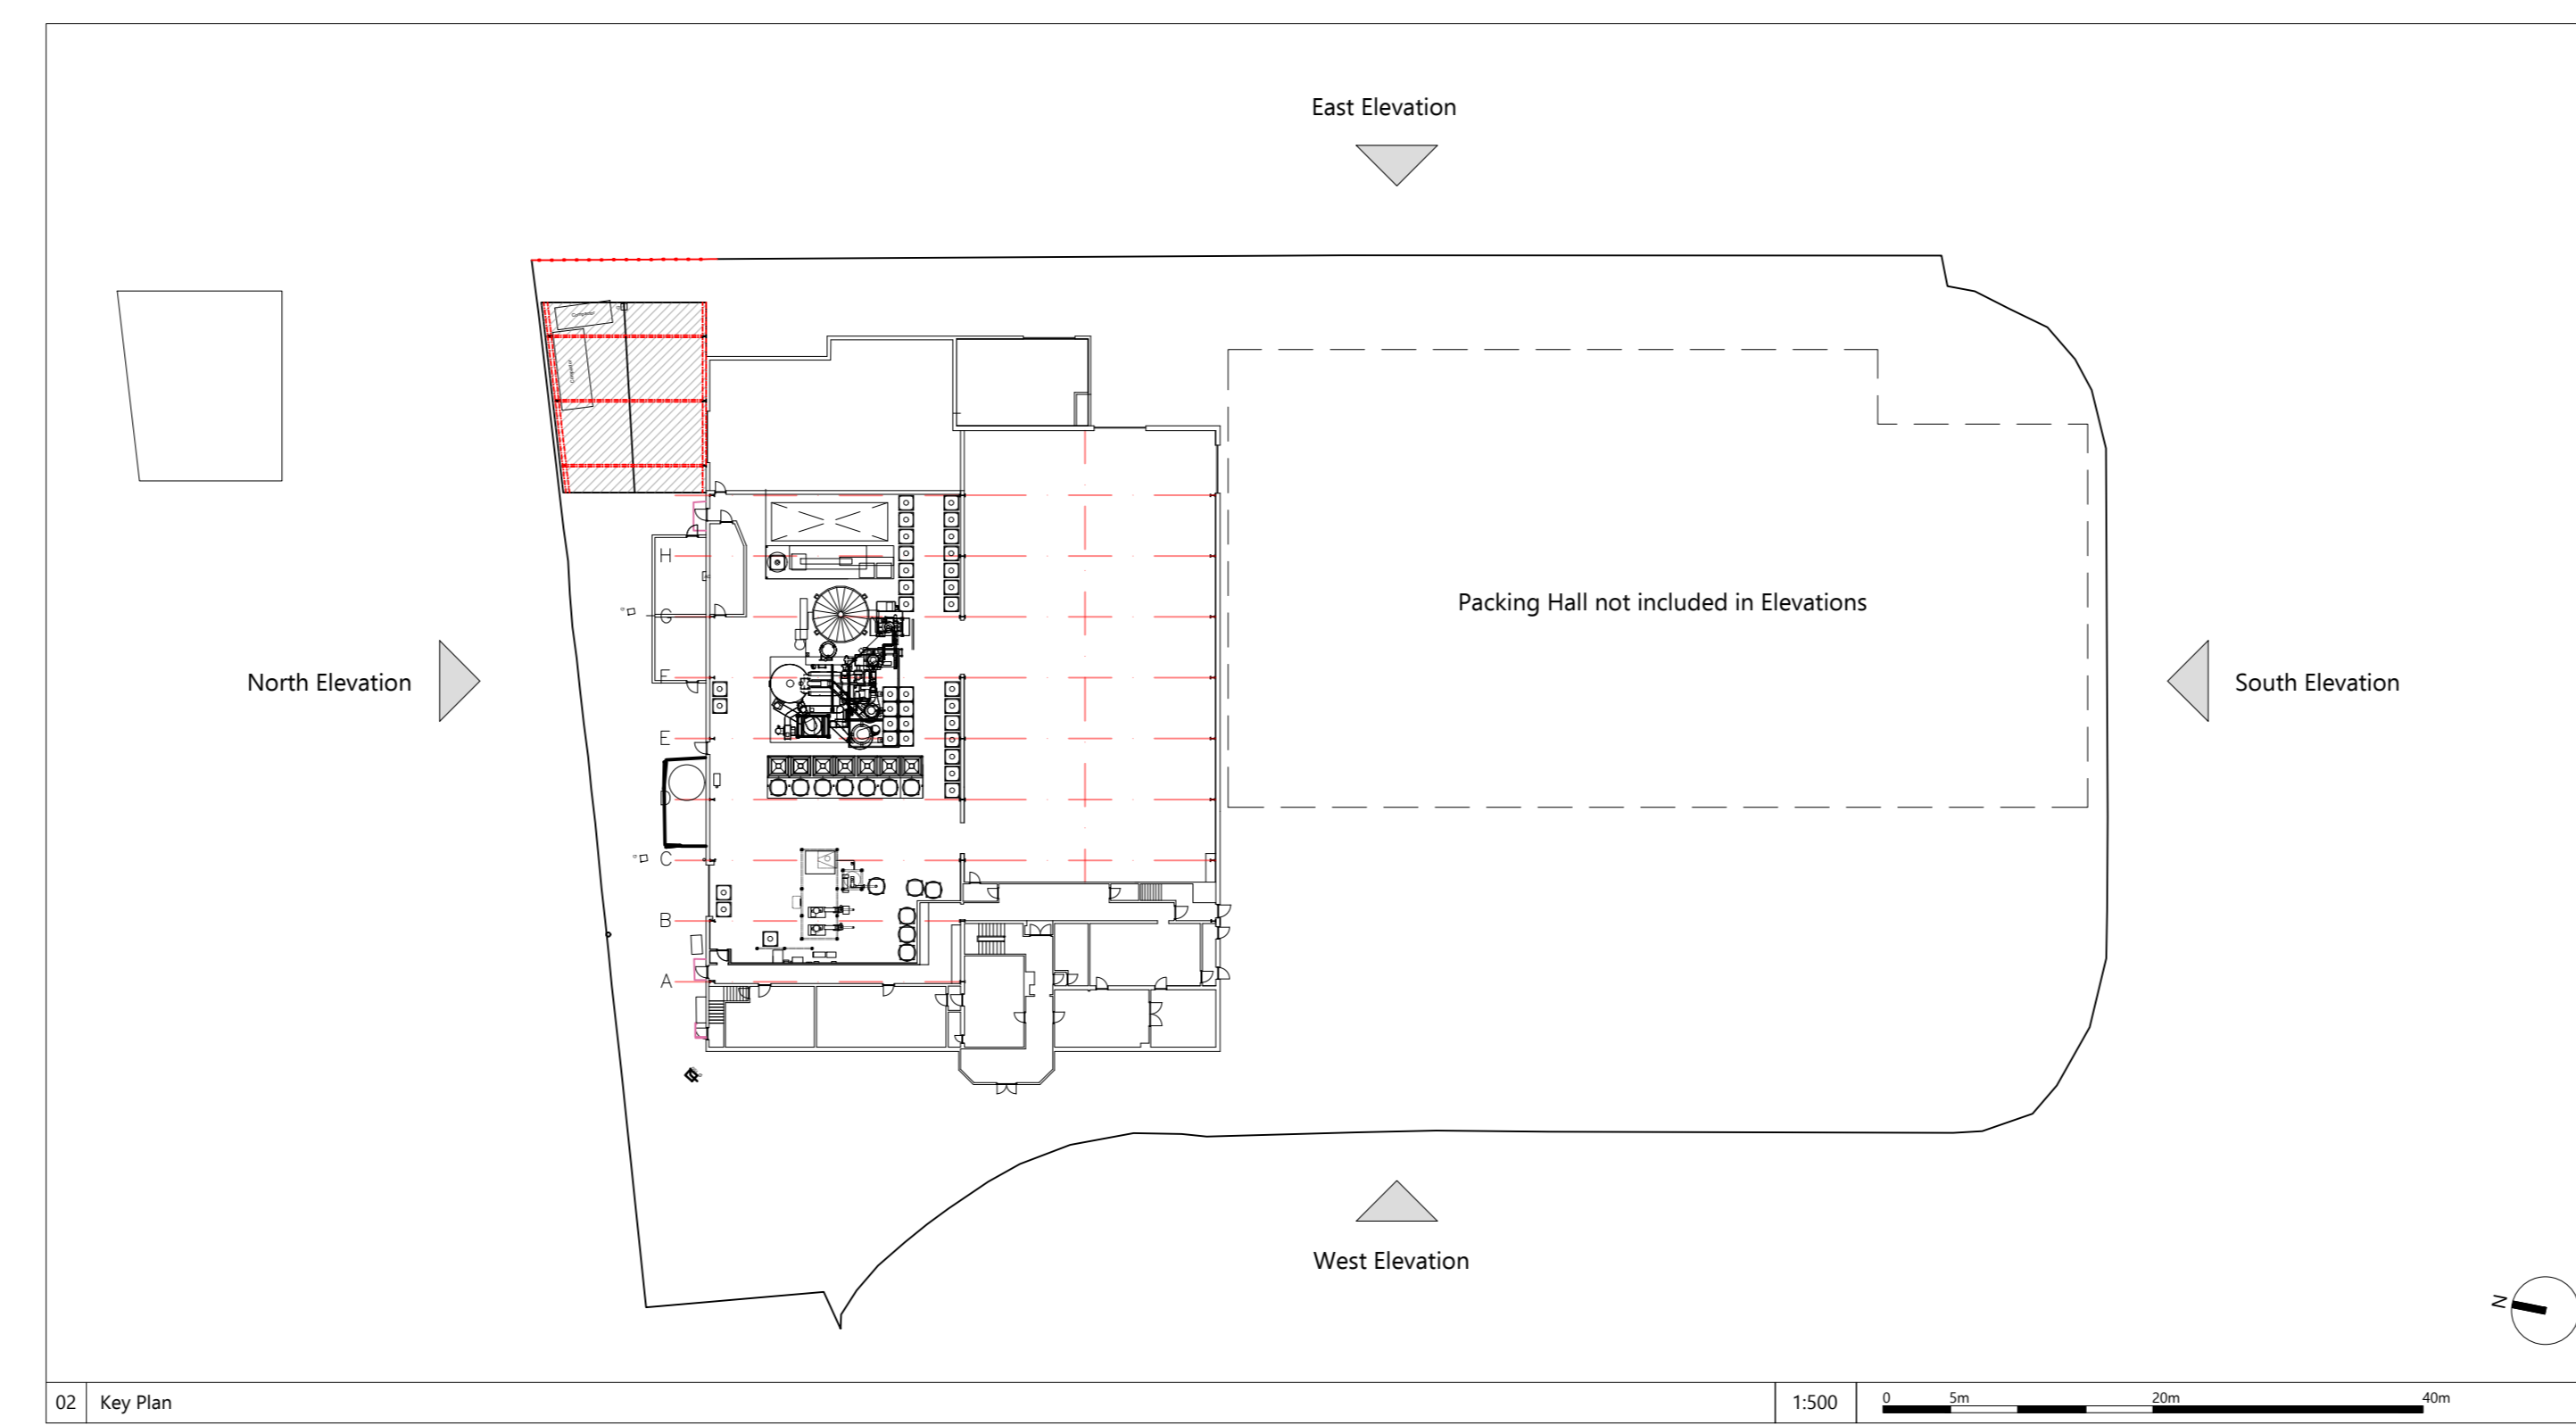 East Elevation
H
G
Packing Hall not included in Elevations
North Elevation
F
South Elevation
E
D
C
B
A
West Elevation
N
02 Key Plan
1:500
0 5m 20m 40m